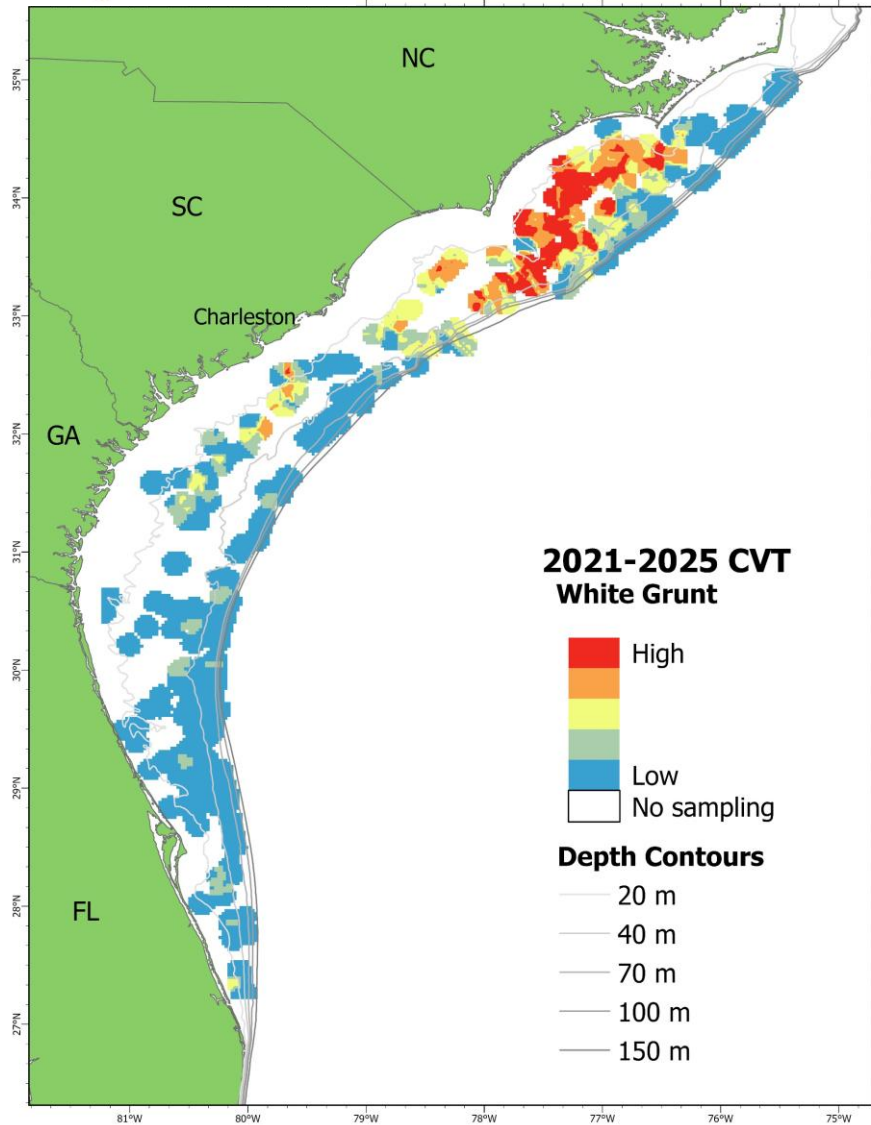 NC
SC
Charleston
GA
FL
35°N
34°N
33°N
32°N
31°N
30°N
29°N
28°N
27°N
81°W
80°W
79°W
78°W
77°W
76°W
75°W
2021-2025 CVT
White Grunt
High
Low
No sampling
Depth Contours
20 m
40 m
70 m
100 m
150 m